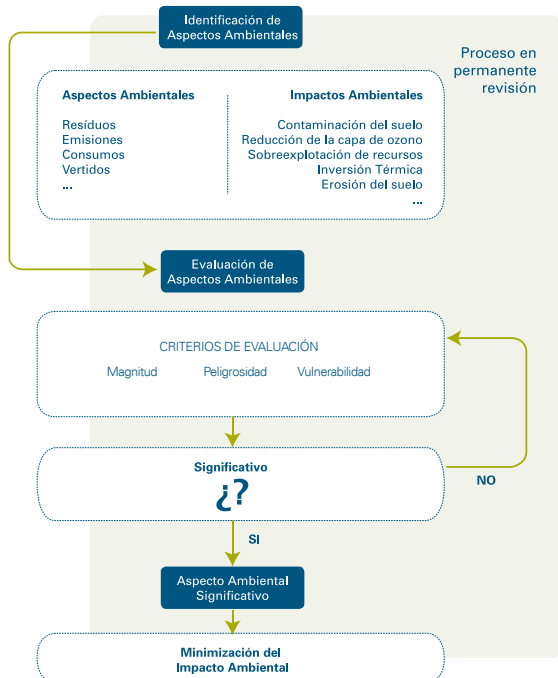 Identificación de
Aspectos Ambientales
Proceso en
permanente
revisión
Aspectos Ambientales
Resíduos
Emisiones
Consumos
Vertidos
...
Impactos Ambientales
Contaminación del suelo
Reducción de la capa de ozono
Sobreexplotación de recursos
Inversión Térmica
Erosión del suelo
...
Evaluación de
Aspectos Ambientales
CRITERIOS DE EVALUACIÓN
Magnitud Peligrosidad Vulnerabilidad
Significativo
¿?
NO
SI
Aspecto Ambiental
Significativo
Minimización del
Impacto Ambiental